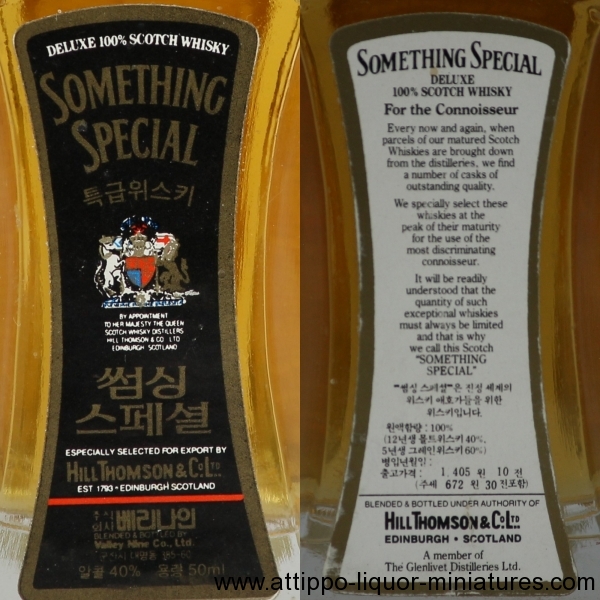 DELUXE 100% SCOTCH WHISKY
SOMETHING
SPECIAL
특급위스키
BY APPOINTMENT
TO HER MAJESTY THE QUEEN
SCOTCH WHISKY DISTILLERS
HILL THOMSON & CO LTD
EDINBURGH SCOTLAND
썸싱
스페셜
ESPECIALLY SELECTED FOR EXPORT BY
HILL THOMSON & Co. LTD
EST 1793 • EDINBURGH SCOTLAND
주식
회사 베리나인
BLENDED & BOTTLED BY
Valley Nine Co., Ltd.
알콜 40% 용량 50ml
SOMETHING SPECIAL
DELUXE
100% SCOTCH WHISKY
For the Connoisseur
Every now and again, when
parcels of our matured Scotch
Whiskies are brought down
from the distilleries, we find
a number of casks of
outstanding quality.
We specially select these
whiskies at the
peak of their maturity
for the use of the
most discriminating
connoisseur.
It will be readily
understood that the
quantity of such
exceptional whiskies
must always be limited
and that is why
we call this Scotch
"SOMETHING
SPECIAL"
"썸싱 스페셜"은 진정 세계의
위스키 애호가들을 위한
위스키입니다.
원액함량 : 100%
(12년생 몰트위스키 40%,
5년생 그레인위스키 60%)
병입년월일 :
출고가격 : 1,405 원 10 전
(주세 672 원 30 전포함)
BLENDED & BOTTLED UNDER AUTHORITY OF
HILL THOMSON & Co. LTD.
EDINBURGH • SCOTLAND
A member of
The Glenlivet Distilleries Ltd.
www.attippo-liquor-miniatures.com